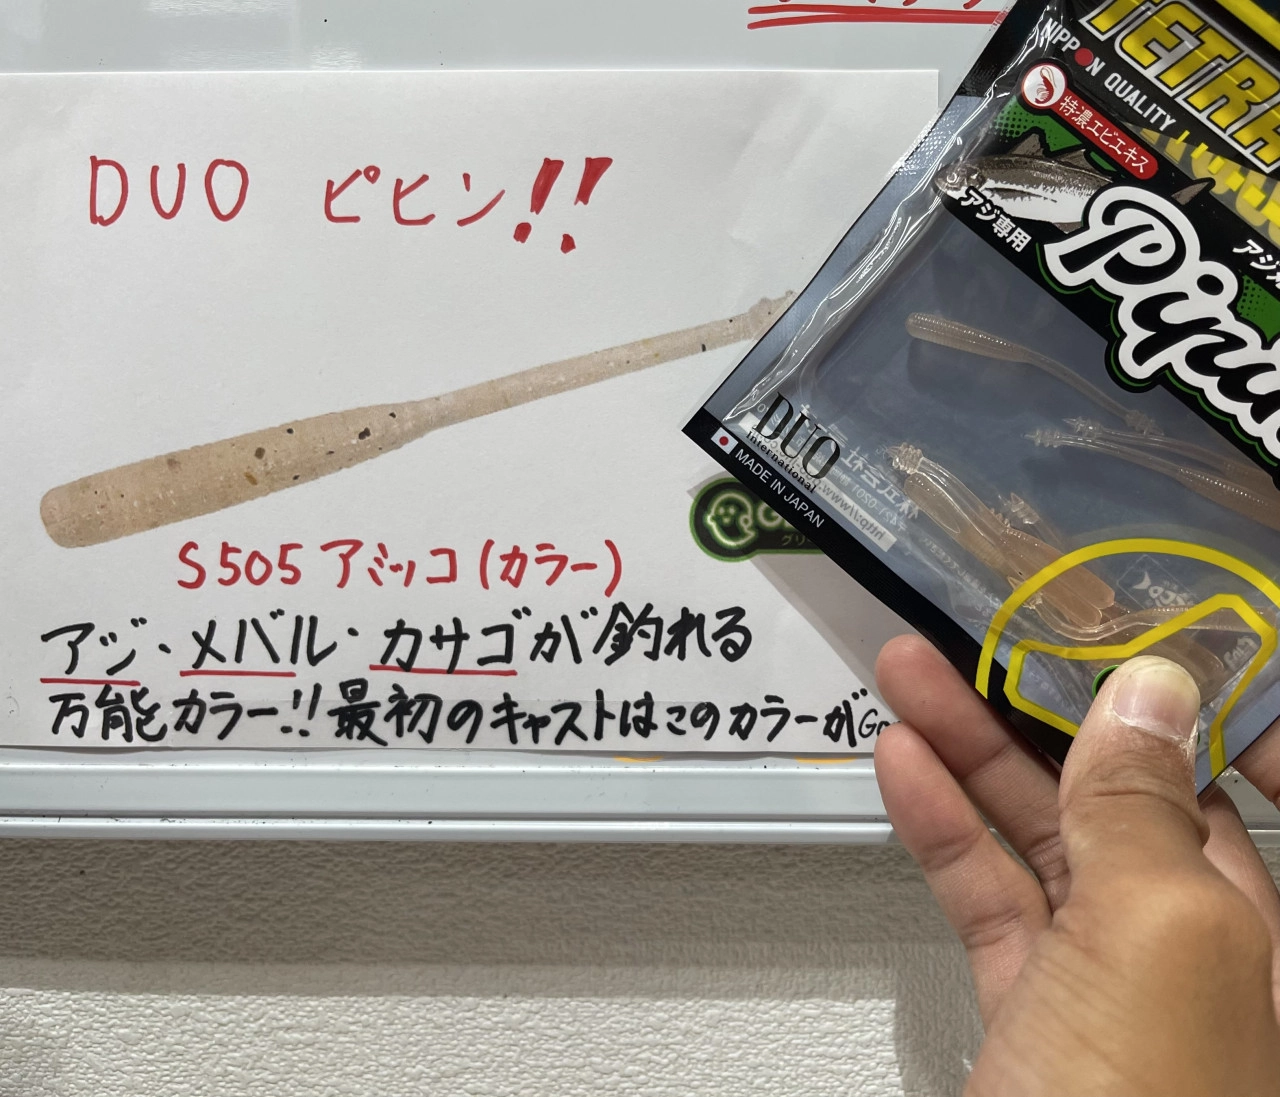 DUO ピピン!!
S505 アミッコ(カラー)
アジ・メバル・カサゴが釣れる
万能カラー!!最初のキャストはこのカラーが
TETRA
NIPPON QUALITY
特濃エビエキス
アジ専用
DUO
International
MADE IN JAPAN